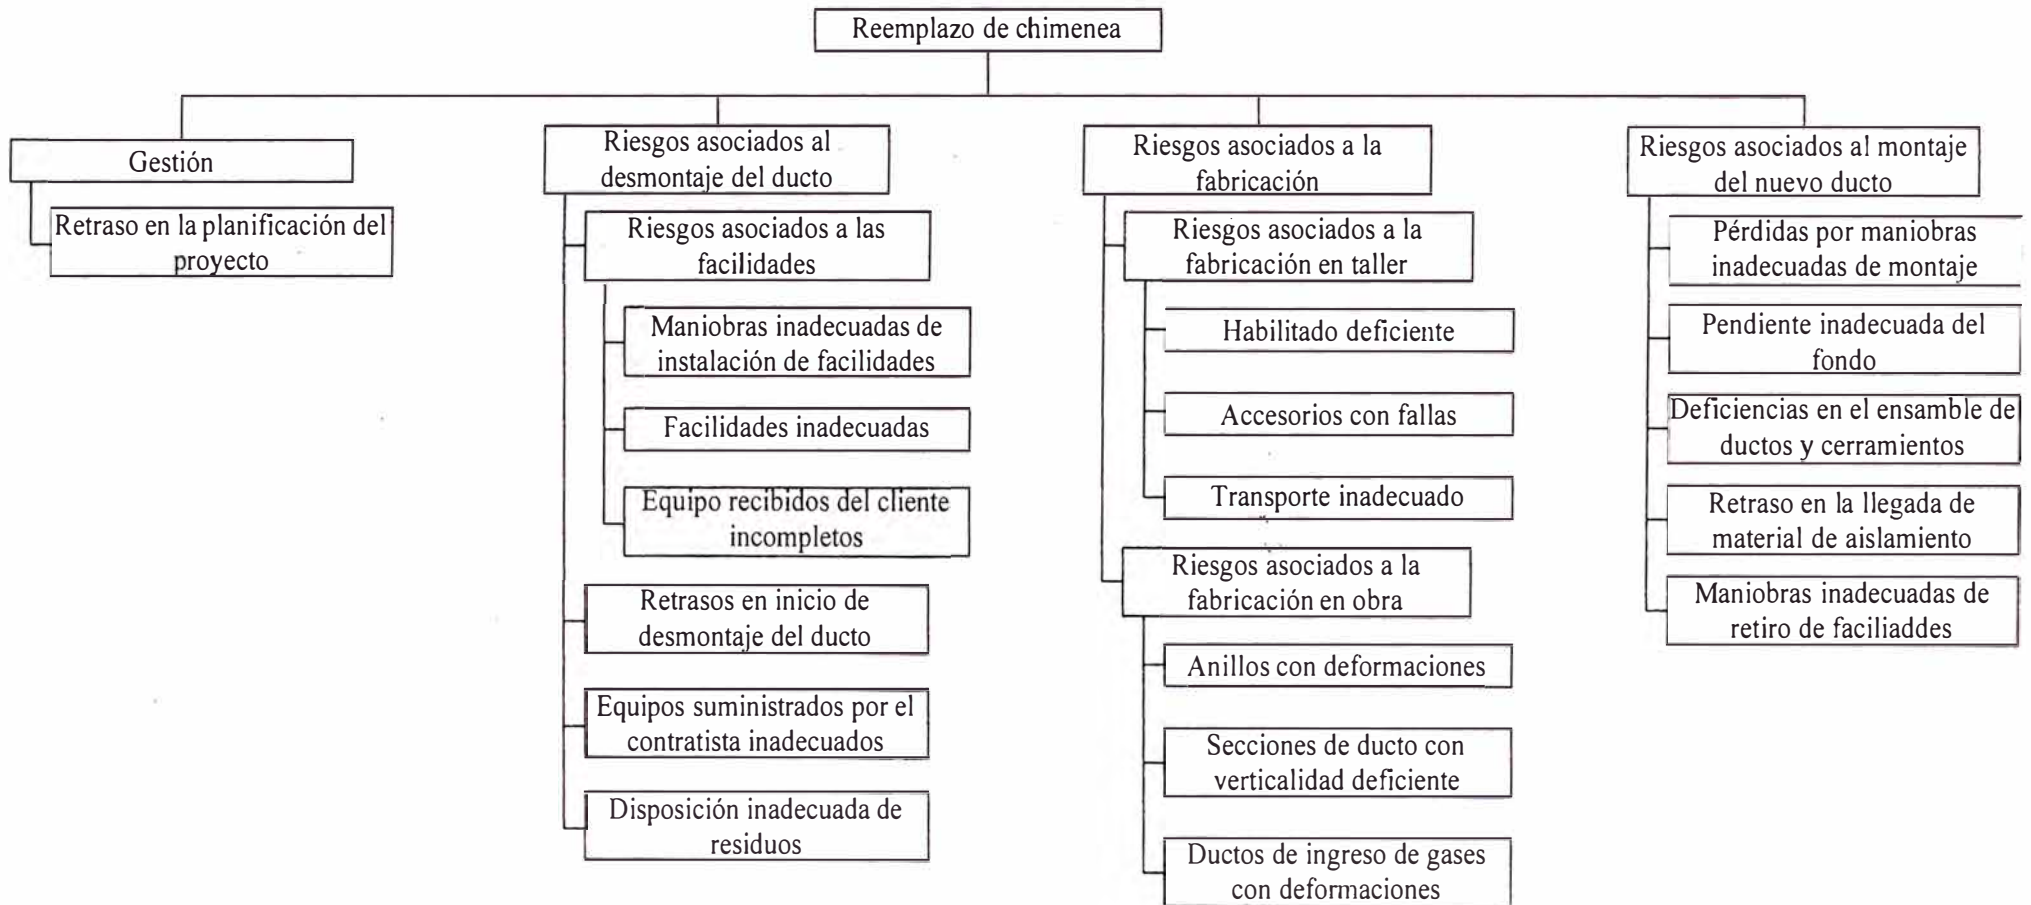 Reemplazo de chimenea
Gestión
Retraso en la planificación del
proyecto
Riesgos asociados al
desmontaje del ducto
Riesgos asociados a las
facilidades
Maniobras inadecuadas de
instalación de facilidades
Facilidades inadecuadas
Equipo recibidos del cliente
incompletos
Retrasos en inicio de
desmontaje del ducto
Equipos suministrados por el
contratista inadecuados
Disposición inadecuada de
residuos
Riesgos asociados a la
fabricación
Riesgos asociados a la
fabricación en taller
Habilitado deficiente
Accesorios con fallas
Transporte inadecuado
Riesgos asociados a la
fabricación en obra
Anillos con deformaciones
Secciones de ducto con
verticalidad deficiente
Ductos de ingreso de gases
con deformaciones
Riesgos asociados al montaje
del nuevo ducto
Pérdidas por maniobras
inadecuadas de montaje
Pendiente inadecuada del
fondo
Deficiencias en el ensamble de
ductos y cerramientos
Retraso en la llegada de
material de aislamiento
Maniobras inadecuadas de
retiro de faciliaddes